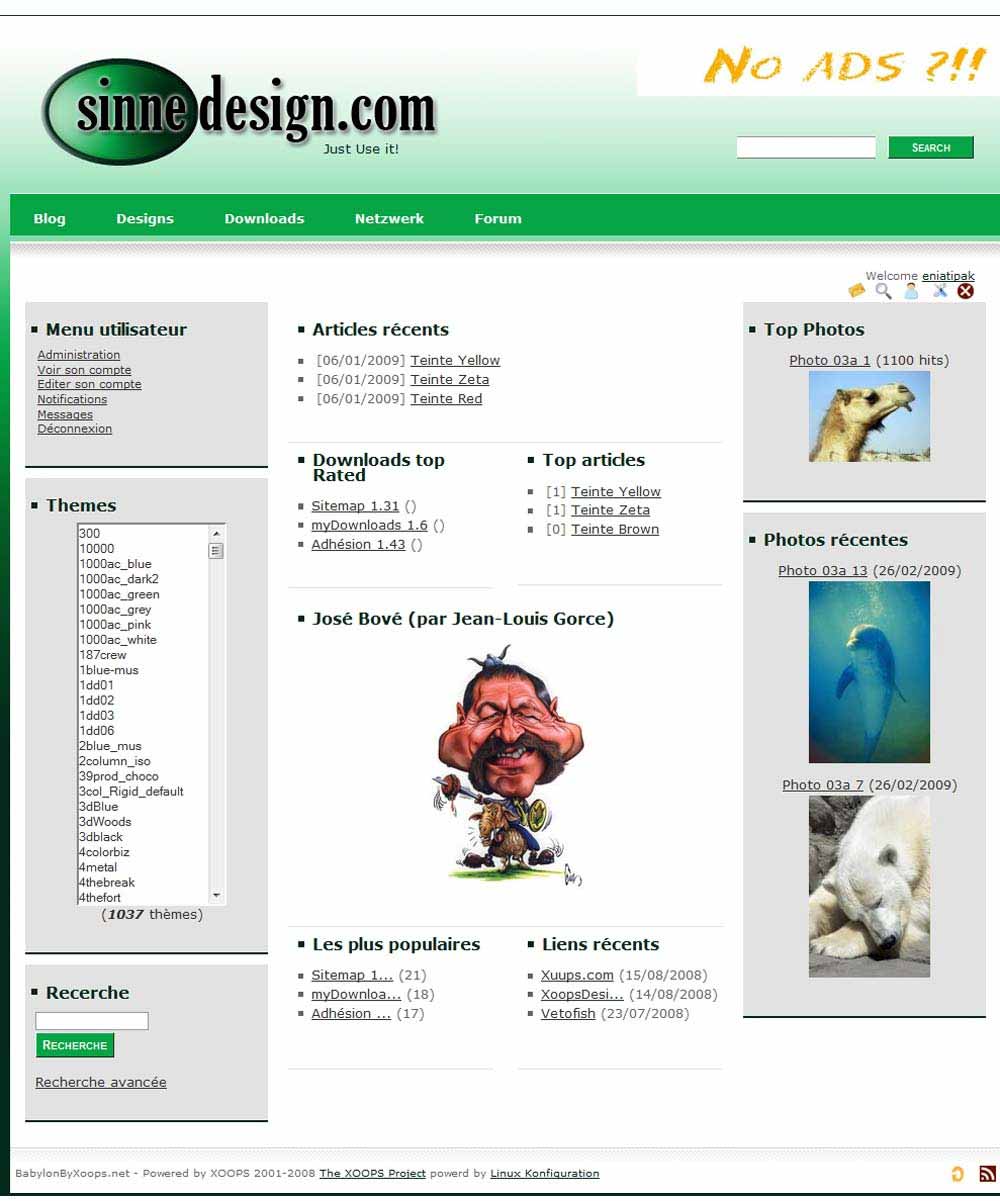 No ADS ?!!
sinnedesign.com
Just Use it!
SEARCH
Blog Designs Downloads Netzwerk Forum
Welcome eniatipak
Menu utilisateur
Administration
Voir son compte
Editer son compte
Notifications
Messages
Déconnexion
Themes
300
10000
1000ac_blue
1000ac_dark2
1000ac_green
1000ac_grey
1000ac_pink
1000ac_white
187crew
1blue-mus
1dd01
1dd02
1dd03
1dd06
2blue_mus
2column_iso
39prod_choco
3col_Rigid_default
3dBlue
3dWoods
3dblack
4colorbiz
4metal
4thebreak
4thefort
(1037 thèmes)
Recerche
RECHERCHE
Recherche avancée
Articles récents
[06/01/2009] Teinte Yellow
[06/01/2009] Teinte Zeta
[06/01/2009] Teinte Red
Downloads top
Rated
Sitemap 1.31 ()
myDownloads 1.6 ()
Adhésion 1.43 ()
Top articles
[1] Teinte Yellow
[1] Teinte Zeta
[0] Teinte Brown
José Bové (par Jean-Louis Gorce)
Les plus populaires
Sitemap 1... (21)
myDownloa... (18)
Adhésion ... (17)
Liens récents
Xuups.com (15/08/2008)
XoopsDesi... (14/08/2008)
Vetofish (23/07/2008)
Top Photos
Photo 03a 1 (1100 hits)
Photos récentes
Photo 03a 13 (26/02/2009)
Photo 03a 7 (26/02/2009)
BabylonByXoops.net - Powered by XOOPS 2001-2008 The XOOPS Project powerd by Linux Konfiguration